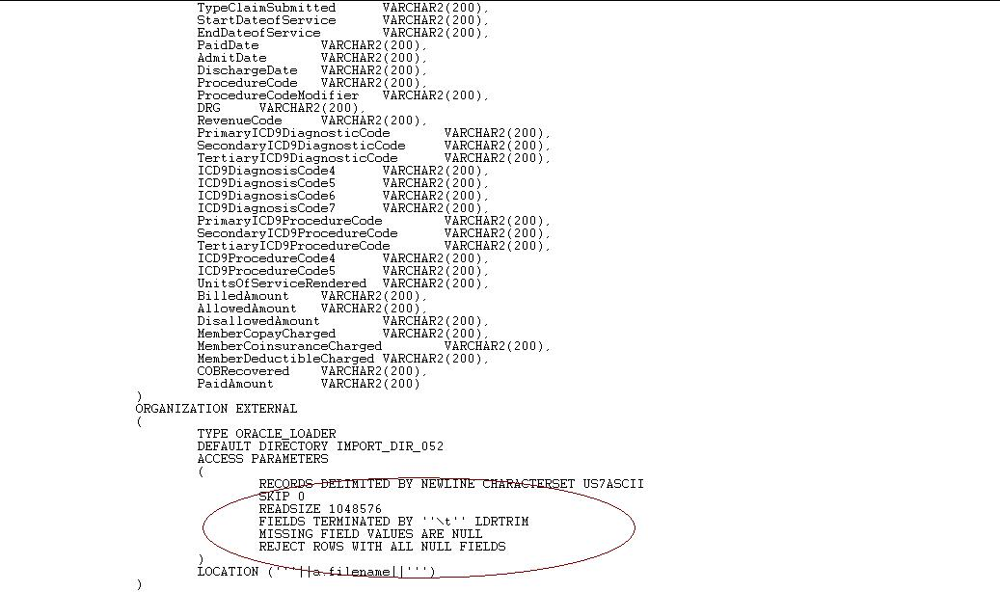 TypeClaimSubmitted VARCHAR2(200),
StartDateofService VARCHAR2(200),
EndDateofService VARCHAR2(200),
PaidDate VARCHAR2(200),
AdmitDate VARCHAR2(200),
DischargeDate VARCHAR2(200),
ProcedureCode VARCHAR2(200),
ProcedureCodeModifier VARCHAR2(200),
DRG VARCHAR2(200),
RevenueCode VARCHAR2(200),
PrimaryICD9DiagnosticCode VARCHAR2(200),
SecondaryICD9DiagnosticCode VARCHAR2(200),
TertiaryICD9DiagnosticCode VARCHAR2(200),
ICD9DiagnosisCode4 VARCHAR2(200),
ICD9DiagnosisCode5 VARCHAR2(200),
ICD9DiagnosisCode6 VARCHAR2(200),
ICD9DiagnosisCode7 VARCHAR2(200),
PrimaryICD9ProcedureCode VARCHAR2(200),
SecondaryICD9ProcedureCode VARCHAR2(200),
TertiaryICD9ProcedureCode VARCHAR2(200),
ICD9ProcedureCode4 VARCHAR2(200),
ICD9ProcedureCode5 VARCHAR2(200),
UnitsOfServiceRendered VARCHAR2(200),
BilledAmount VARCHAR2(200),
AllowedAmount VARCHAR2(200),
DisallowedAmount VARCHAR2(200),
MemberCopayCharged VARCHAR2(200),
MemberCoinsuranceCharged VARCHAR2(200),
MemberDeductibleCharged VARCHAR2(200),
COBRecovered VARCHAR2(200),
PaidAmount VARCHAR2(200)
)
ORGANIZATION EXTERNAL
(
TYPE ORACLE_LOADER
DEFAULT DIRECTORY IMPORT_DIR_052
ACCESS PARAMETERS
(
RECORDS DELIMITED BY NEWLINE CHARACTERSET US7ASCII
SKIP 0
READSIZE 1048576
FIELDS TERMINATED BY ''\t'' LDRTRIM
MISSING FIELD VALUES ARE NULL
REJECT ROWS WITH ALL NULL FIELDS
)
LOCATION ('''||a.filename||''')
)